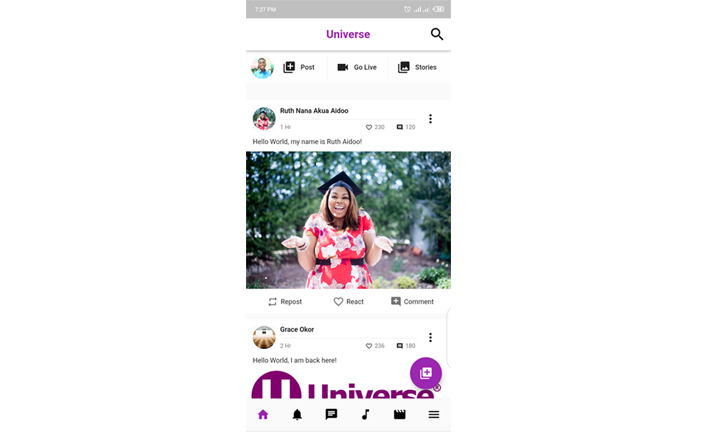 7:27 PM
Universe
Post Go Live Stories
Ruth Nana Akua Aidoo
1 Hr 230 120
Hello World, my name is Ruth Aidoo!
Repost React Comment
Grace Okor
2 Hr 236 180
Hello World, I am back here!
Universe